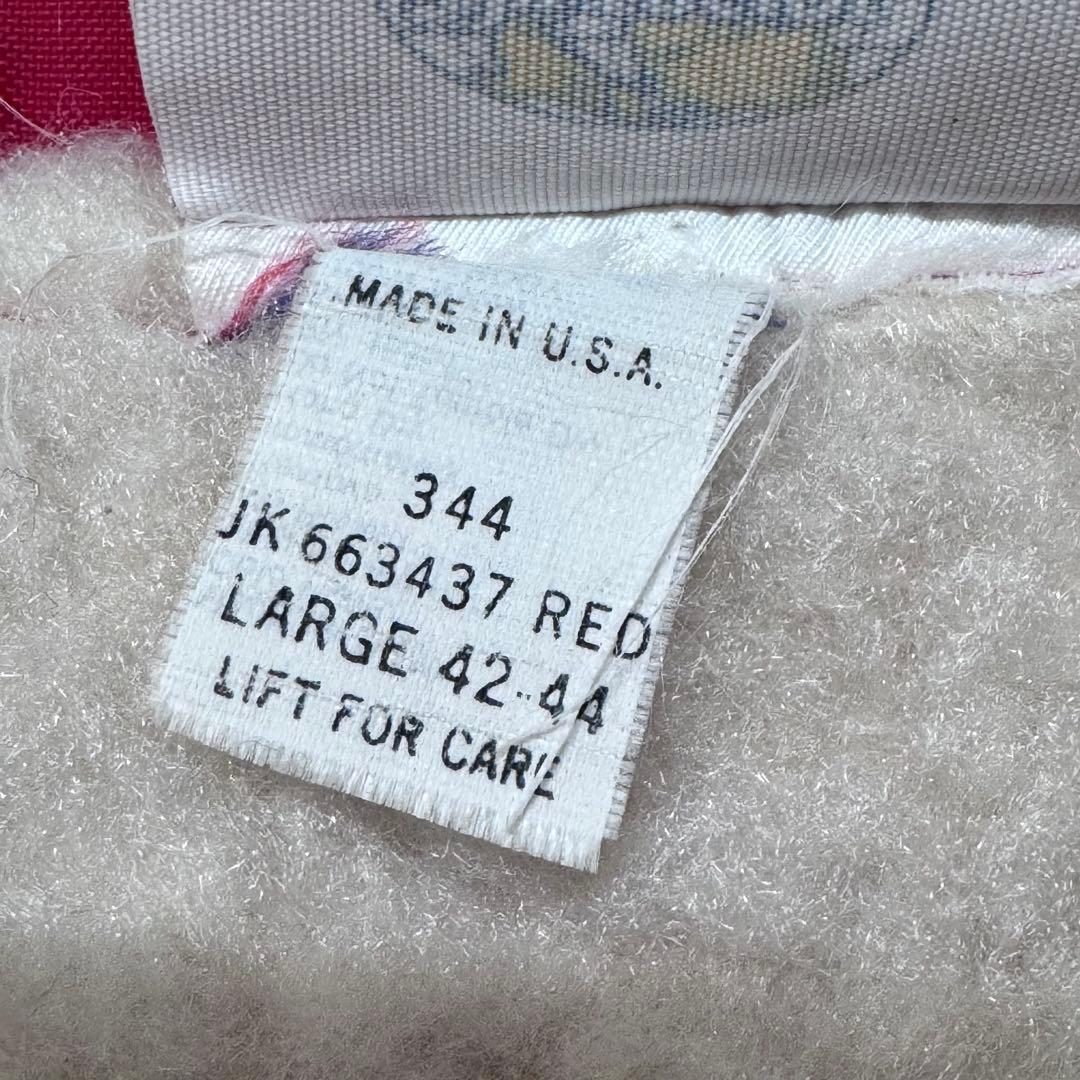 MADE IN U.S.A.
344
JK 663437 RED
LARGE 42-44
LIFT FOR CARE